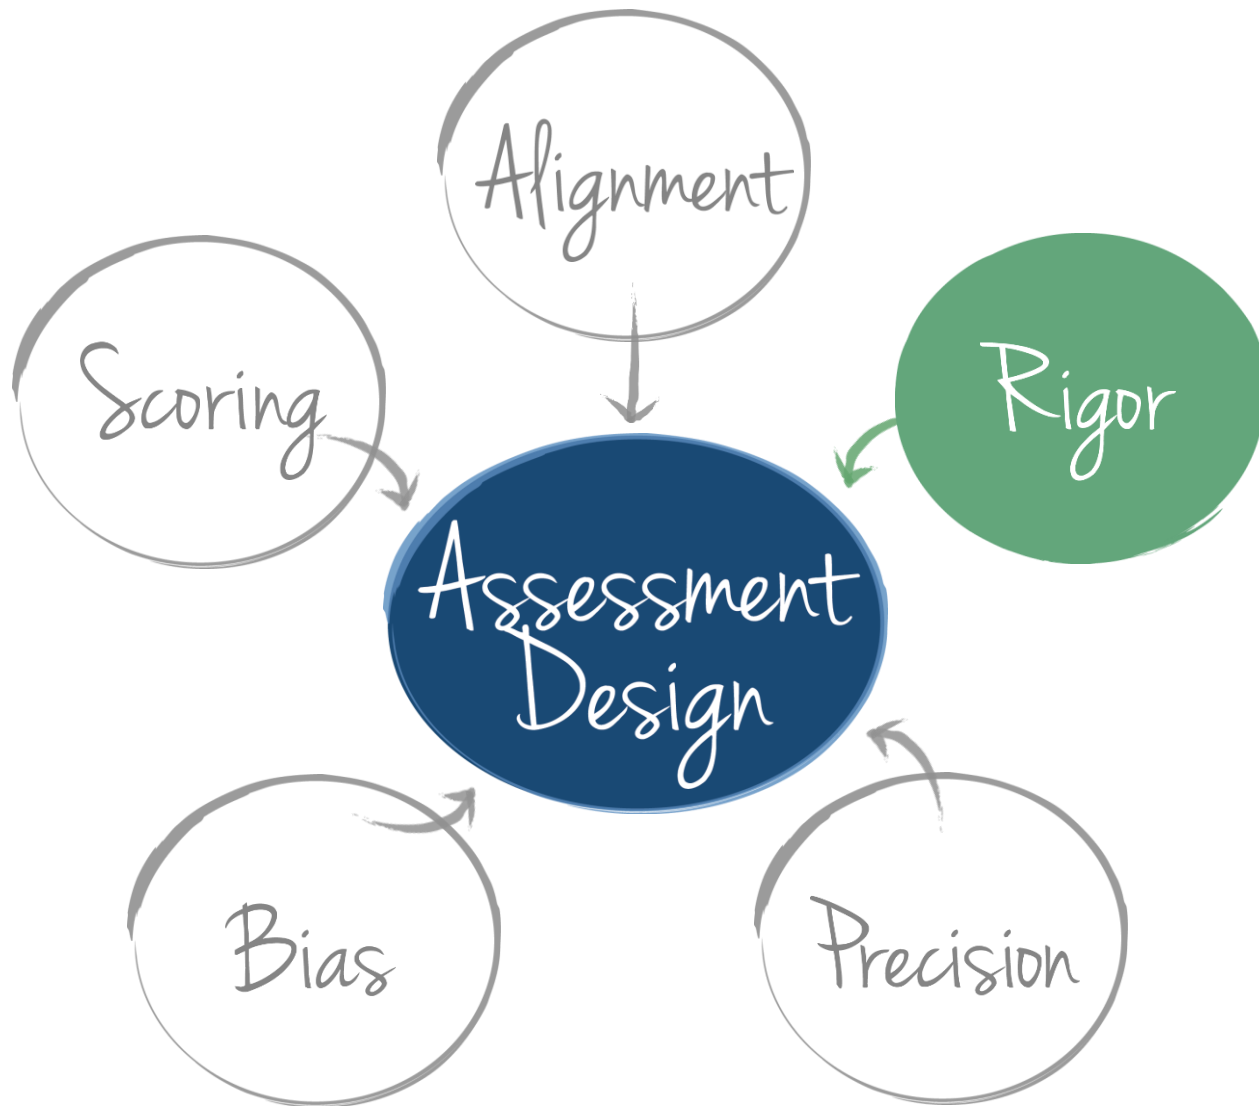 Alignment
Scoring
Rigor
Assessment
Design
Bias
Precision